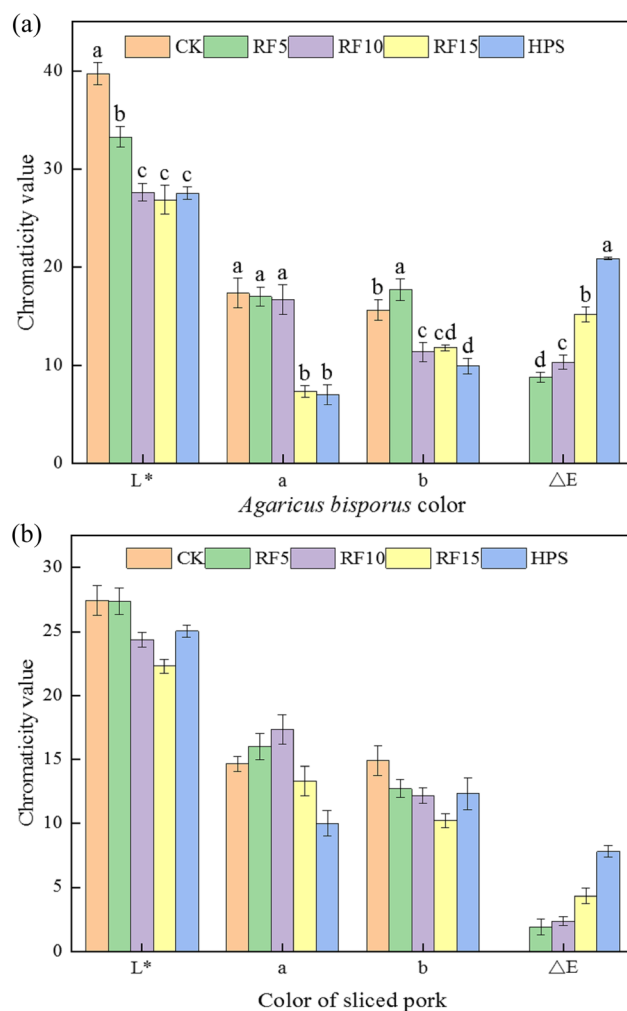 (a)
CK RF5 RF10 RF15 HPS
40
30
20
10
0
Chromaticity value
a b c c c
a a a b b
b a c cd d
d c b a
L* a b △E
Agaricus bisporus color
(b)
CK RF5 RF10 RF15 HPS
30
25
20
15
10
5
0
Chromaticity value
L* a b △E
Color of sliced pork